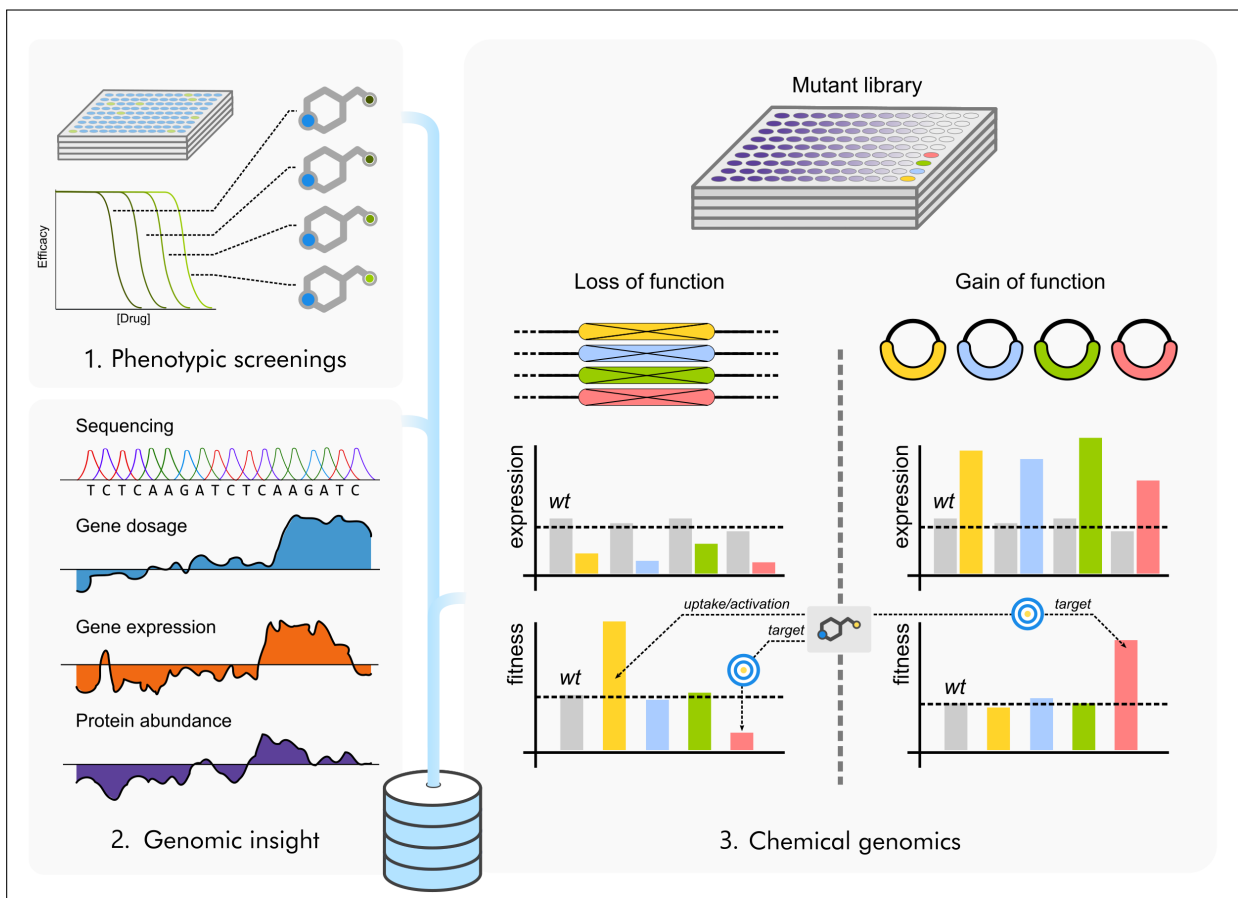 Efficacy
[Drug]
1. Phenotypic screenings
Sequencing
T C T C A A G A T C T C A A G A T C
Gene dosage
Gene expression
Protein abundance
2. Genomic insight
Mutant library
Loss of function
Gain of function
expression
wt
expression
wt
uptake/activation
target
target
fitness
wt
fitness
wt
3. Chemical genomics